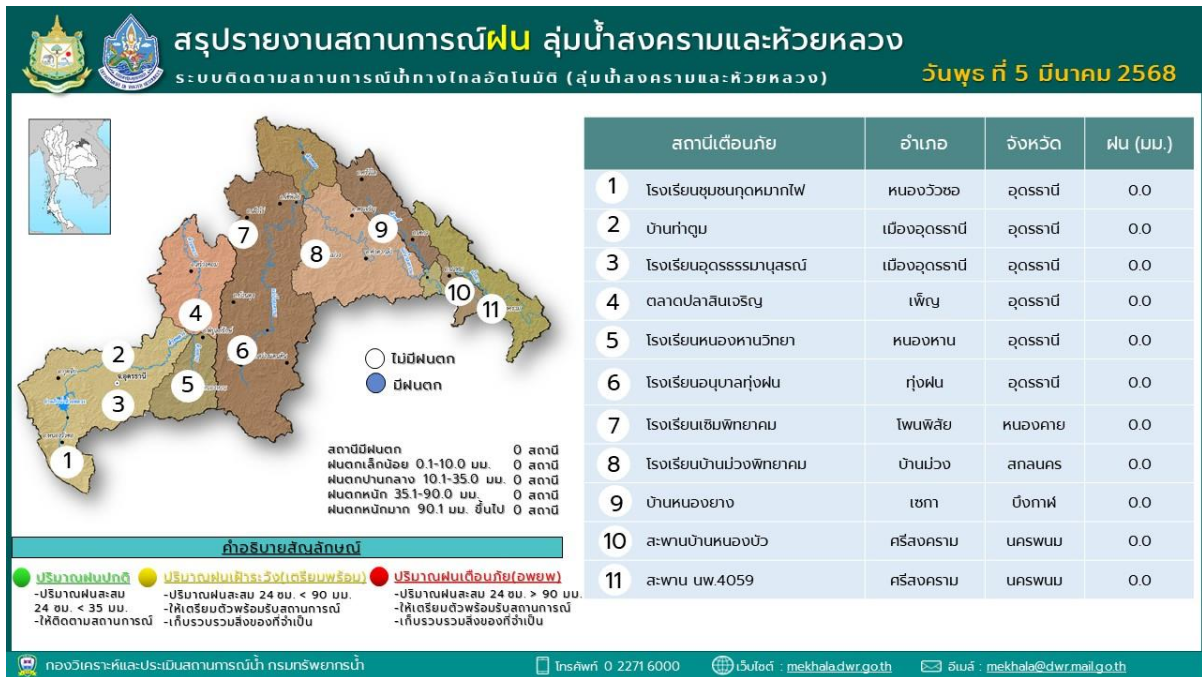 สรุปรายงานสถานการณ์ฝน ลุ่มน้ำสงครามและห้วยหลวง
ระบบติดตามสถานการณ์น้ำทางไกลอัตโนมัติ (ลุ่มน้ำสงครามและห้วยหลวง)
วันพุธ ที่ 5 มีนาคม 2568
สถานีเตือนภัย อำเภอ จังหวัด ฝน (มม.)
1 โรงเรียนชุมชนกุดหมากไฟ หนองวัวซอ อุดรธานี 0.0
2 บ้านท่าตูม เมืองอุดรธานี อุดรธานี 0.0
3 โรงเรียนอุดรธรรมานุสรณ์ เมืองอุดรธานี อุดรธานี 0.0
4 ตลาดปลาสินเจริญ เพ็ญ อุดรธานี 0.0
5 โรงเรียนหนองหานวิทยา หนองหาน อุดรธานี 0.0
6 โรงเรียนอนุบาลทุ่งฝน ทุ่งฝน อุดรธานี 0.0
7 โรงเรียนเซิมพิทยาคม โพนพิสัย หนองคาย 0.0
8 โรงเรียนบ้านม่วงพิทยาคม บ้านม่วง สกลนคร 0.0
9 บ้านหนองยาง เซกา บึงกาฬ 0.0
10 สะพานบ้านหนองบัว ศรีสงคราม นครพนม 0.0
11 สะพาน นพ.4059 ศรีสงคราม นครพนม 0.0
7
9
8
10
11
4
2
6
5
3
1
ไม่มีฝนตก
มีฝนตก
สถานีมีฝนตก 0 สถานี
ฝนตกเล็กน้อย 0.1-10.0 มม. 0 สถานี
ฝนตกปานกลาง 10.1-35.0 มม. 0 สถานี
ฝนตกหนัก 35.1-90.0 มม. 0 สถานี
ฝนตกหนักมาก 90.1 มม. ขึ้นไป 0 สถานี
คำอธิบายสัญลักษณ์
ปริมาณฝนปกติ
-ปริมาณฝนสะสม
24 ชม. < 35 มม.
-ให้ติดตามสถานการณ์
ปริมาณฝนเฝ้าระวัง(เตรียมพร้อม)
-ปริมาณฝนสะสม 24 ชม. < 90 มม.
-ให้เตรียมตัวพร้อมรับสถานการณ์
-เก็บรวบรวมสิ่งของที่จำเป็น
ปริมาณฝนเตือนภัย(อพยพ)
-ปริมาณฝนสะสม 24 ชม. > 90 มม.
-ให้เตรียมตัวพร้อมรับสถานการณ์
-เก็บรวบรวมสิ่งของที่จำเป็น
กองวิเคราะห์และประเมินสถานการณ์น้ำ กรมทรัพยากรน้ำ
โทรศัพท์ 0 2271 6000
เว็บไซต์ : mekhala.dwr.go.th
อีเมล์ : mekhala@dwr.mail.go.th